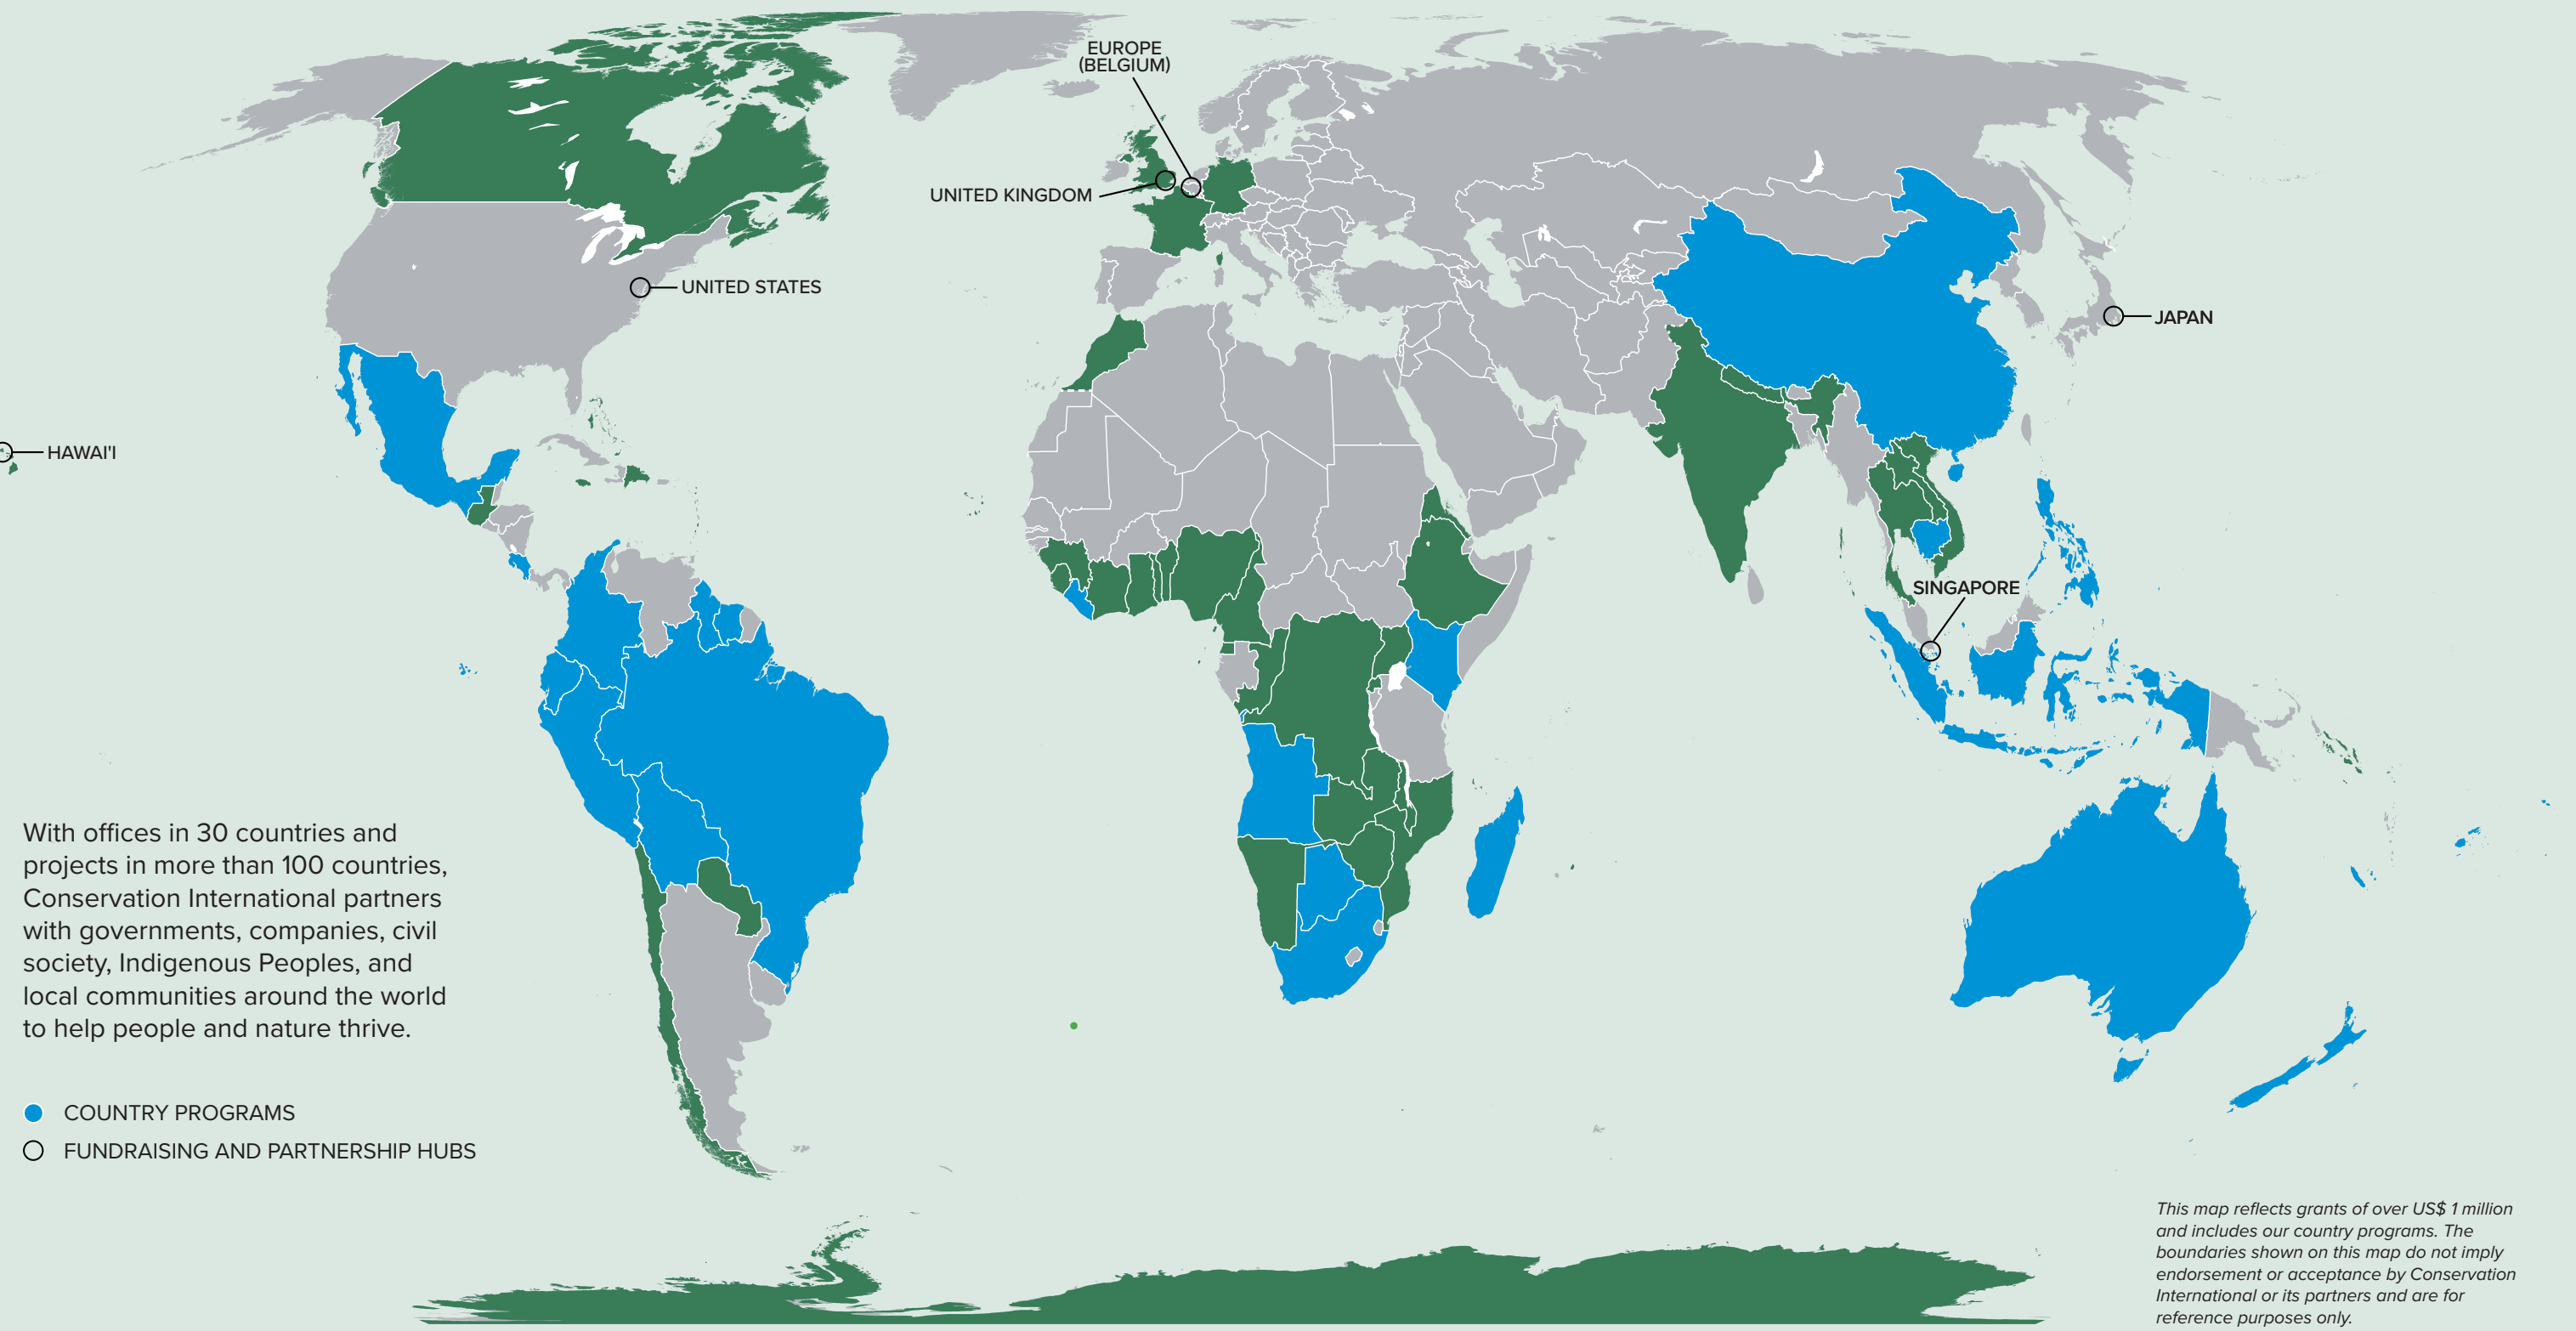 EUROPE
(BELGIUM)
UNITED KINGDOM
UNITED STATES
JAPAN
HAWAI'I
SINGAPORE
With offices in 30 countries and
projects in more than 100 countries,
Conservation International partners
with governments, companies, civil
society, Indigenous Peoples, and
local communities around the world
to help people and nature thrive.
COUNTRY PROGRAMS
FUNDRAISING AND PARTNERSHIP HUBS
This map reflects grants of over US$ 1 million
and includes our country programs. The
boundaries shown on this map do not imply
endorsement or acceptance by Conservation
International or its partners and are for
reference purposes only.